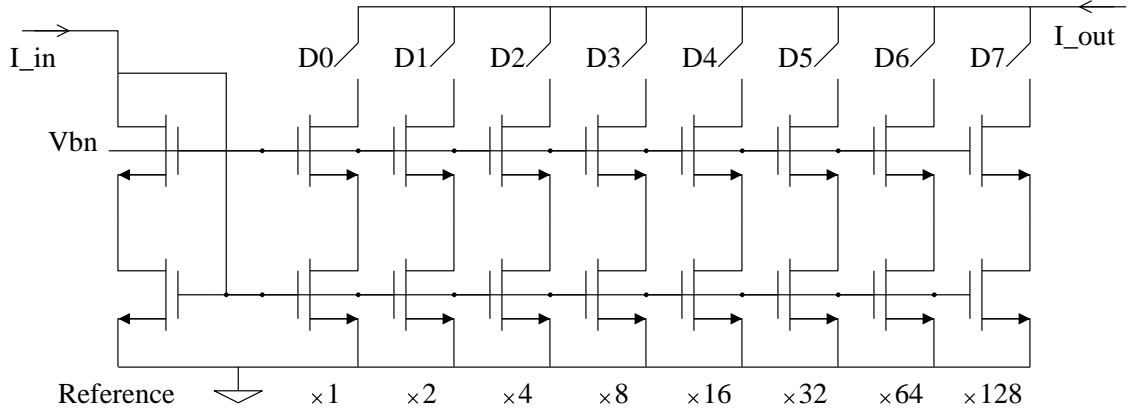 I_in
D0 D1 D2 D3 D4 D5 D6 D7
I_out
Vbn
Reference ×1 ×2 ×4 ×8 ×16 ×32 ×64 ×128